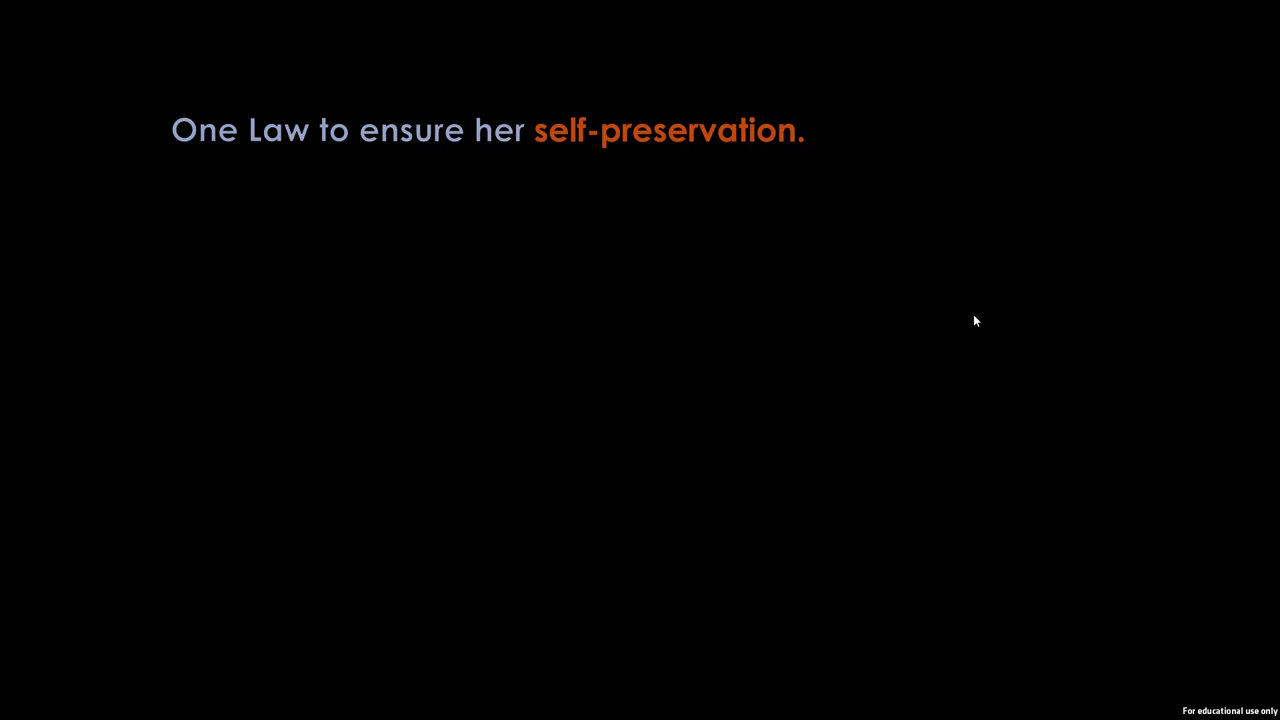 One Law to ensure her self-preservation.
For educational use only